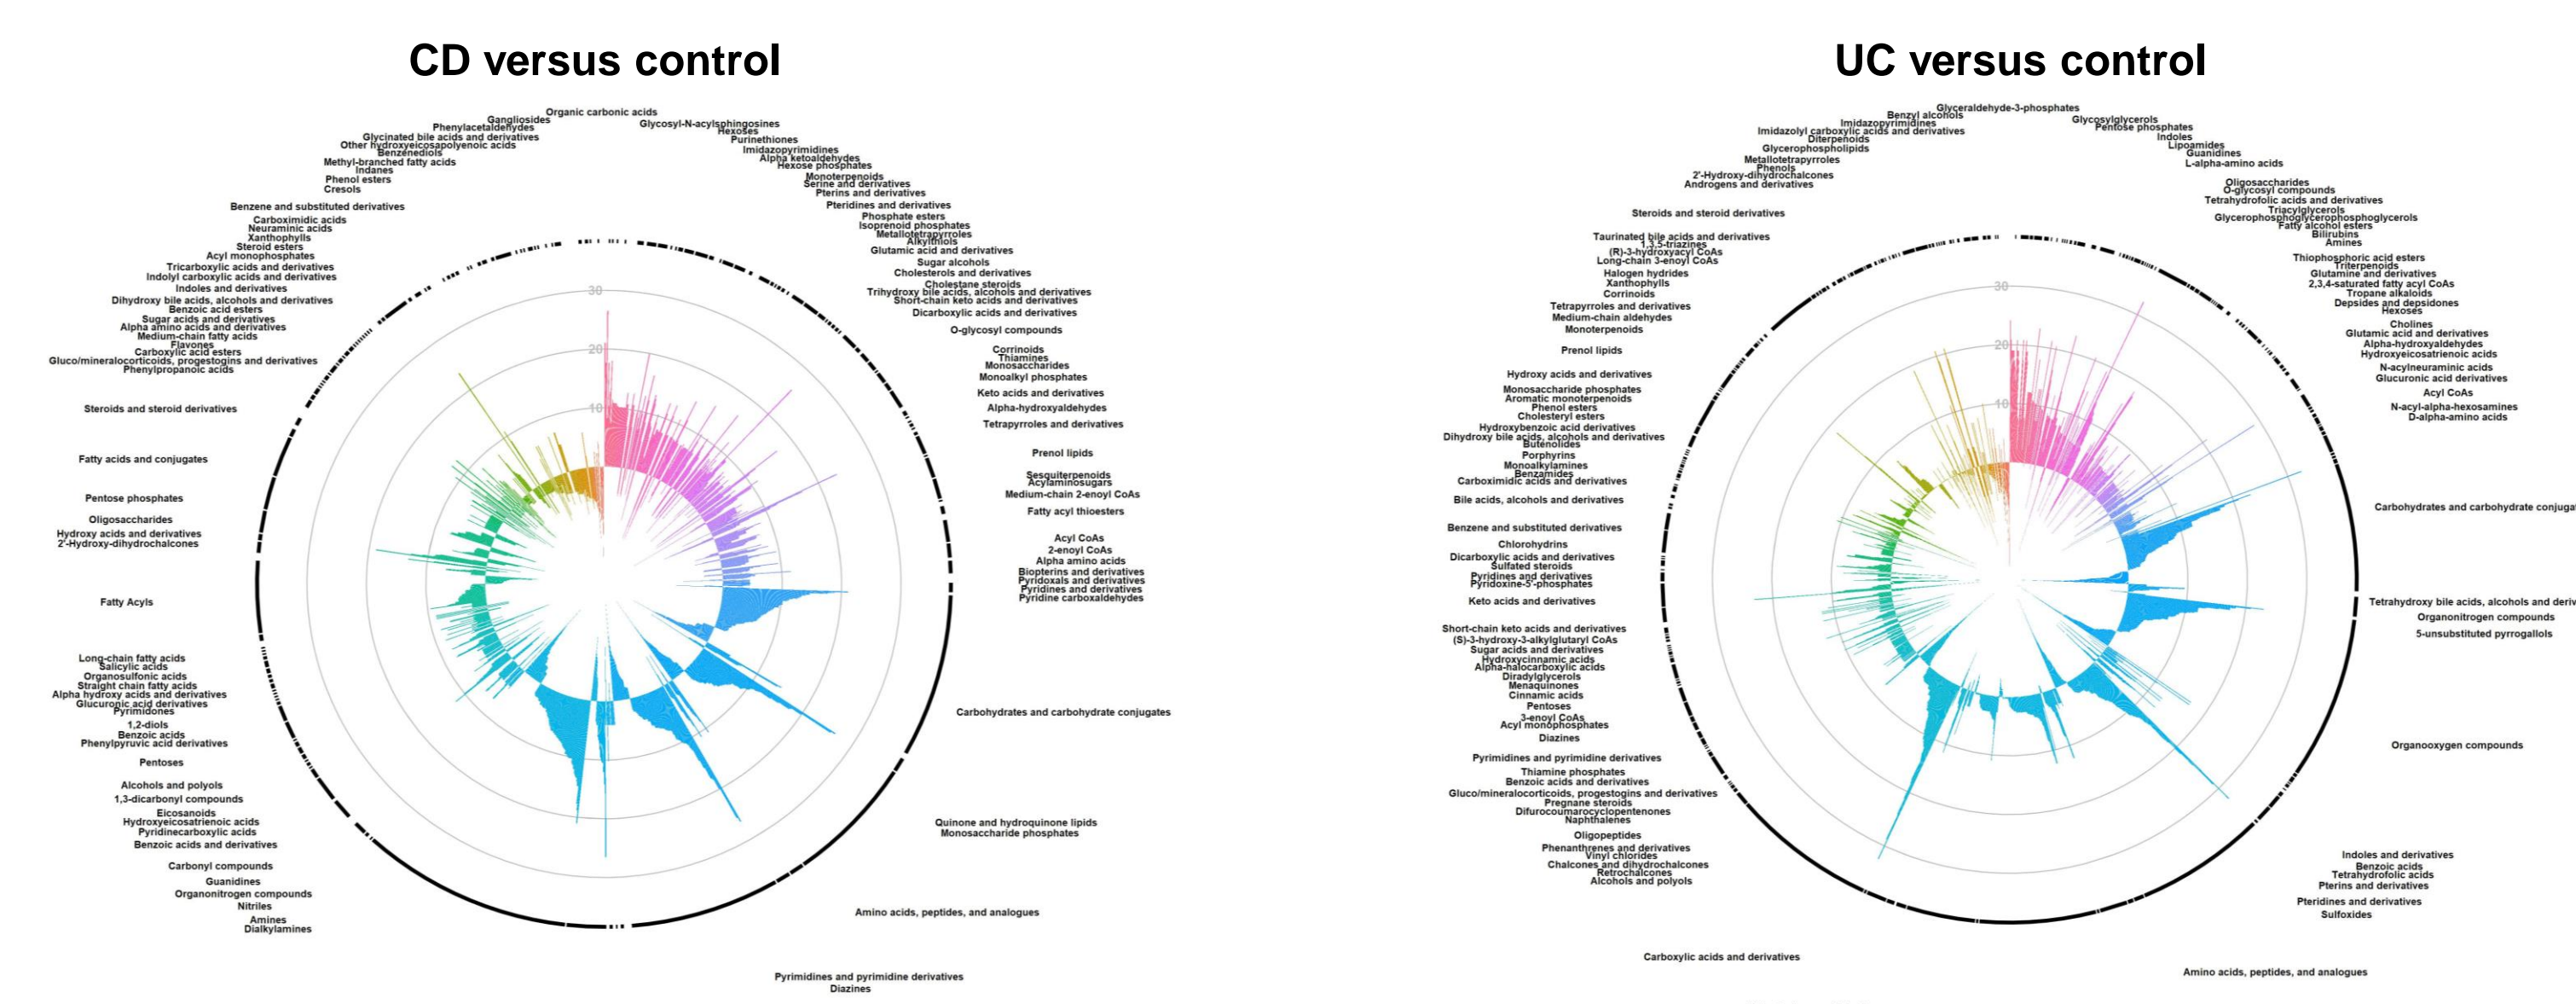 CD versus control
Organic carbonic acids
Gangliosides
Phenylacetaldehydes
Glycinated bile acids and derivatives
Other hydroxyeicosapolyenoic acids
Benzenediols
Methyl-branched fatty acids
Indanes
Phenol esters
Cresols
Benzene and substituted derivatives
Carboximidic acids
Neuraminic acids
Xanthophylls
Steroid esters
Acyl monophosphates
Tricarboxylic acids and derivatives
Indolyl carboxylic acids and derivatives
Indoles and derivatives
Dihydroxy bile acids, alcohols and derivatives
Benzoic acid esters
Sugar acids and derivatives
Alpha amino acids and derivatives
Medium-chain fatty acids
Flavones
Carboxylic acid esters
Gluco/mineralocorticoids, progestogins and derivatives
Phenylpropanoic acids
Steroids and steroid derivatives
Fatty acids and conjugates
Pentose phosphates
Oligosaccharides
Hydroxy acids and derivatives
2'-Hydroxy-dihydrochalcones
Fatty Acyls
Long-chain fatty acids
Salicylic acids
Organosulfonic acids
Straight chain fatty acids
Alpha hydroxy acids and derivatives
Glucuronic acid derivatives
Pyrimidones
1,2-diols
Benzoic acids
Phenylpyruvic acid derivatives
Pentoses
Alcohols and polyols
1,3-dicarbonyl compounds
Eicosanoids
Hydroxyeicosatrienoic acids
Pyridinecarboxylic acids
Benzoic acids and derivatives
Carbonyl compounds
Guanidines
Organonitrogen compounds
Nitriles
Amines
Dialkylamines
30
20
10
Glycosyl-N-acylsphingosines
Hexoses
Purinethiones
Imidazopyrimidines
Alpha ketoaldehydes
Hexose phosphates
Monoterpenoids
Serine and derivatives
Pterins and derivatives
Pteridines and derivatives
Phosphate esters
Isoprenoid phosphates
Metallotetrapyrroles
Alkylthiols
Glutamic acid and derivatives
Sugar alcohols
Cholesterols and derivatives
Cholestane steroids
Trihydroxy bile acids, alcohols and derivatives
Short-chain keto acids and derivatives
Dicarboxylic acids and derivatives
O-glycosyl compounds
Corrinoids
Thiamines
Monosaccharides
Monoalkyl phosphates
Keto acids and derivatives
Alpha-hydroxyaldehydes
Tetrapyrroles and derivatives
Prenol lipids
Sesquiterpenoids
Acylaminosugars
Medium-chain 2-enoyl CoAs
Fatty acyl thioesters
Acyl CoAs
2-enoyl CoAs
Alpha amino acids
Biopterins and derivatives
Pyridoxals and derivatives
Pyridines and derivatives
Pyridine carboxaldehydes
Carbohydrates and carbohydrate conjugates
Quinone and hydroquinone lipids
Monosaccharide phosphates
Amino acids, peptides, and analogues
Pyrimidines and pyrimidine derivatives
Diazines
UC versus control
Glyceraldehyde-3-phosphates
Benzyl alcohols
Imidazopyrimidines
Imidazolyl carboxylic acids and derivatives
Diterpenoids
Glycerophospholipids
Metallotetrapyrroles
Phenols
2'-Hydroxy-dihydrochalcones
Androgens and derivatives
Steroids and steroid derivatives
Taurinated bile acids and derivatives
1,3,5-triazines
(R)-3-hydroxyacyl CoAs
Long-chain 3-enoyl CoAs
Halogen hydrides
Xanthophylls
Corrinoids
Tetrapyrroles and derivatives
Medium-chain aldehydes
Monoterpenoids
Prenol lipids
Hydroxy acids and derivatives
Monosaccharide phosphates
Aromatic monoterpenoids
Phenol esters
Cholesteryl esters
Hydroxybenzoic acid derivatives
Dihydroxy bile acids, alcohols and derivatives
Butenolides
Porphyrins
Monoalkylamines
Benzamides
Carboximidic acids and derivatives
Bile acids, alcohols and derivatives
Benzene and substituted derivatives
Chlorohydrins
Dicarboxylic acids and derivatives
Sulfated steroids
Pyridines and derivatives
Pyridoxine-5'-phosphates
Keto acids and derivatives
Short-chain keto acids and derivatives
(S)-3-hydroxy-3-alkylglutaryl CoAs
Sugar acids and derivatives
Hydroxycinnamic acids
Alpha-halocarboxylic acids
Diradylglycerols
Menaquinones
Cinnamic acids
Pentoses
3-enoyl CoAs
Acyl monophosphates
Diazines
Pyrimidines and pyrimidine derivatives
Thiamine phosphates
Benzoic acids and derivatives
Gluco/mineralocorticoids, progestogins and derivatives
Pregnane steroids
Difurocoumarocyclopentenones
Naphthalenes
Oligopeptides
Phenanthrenes and derivatives
Vinyl chlorides
Chalcones and dihydrochalcones
Retrochalcones
Alcohols and polyols
Carboxylic acids and derivatives
30
20
10
Glycosylglycerols
Pentose phosphates
Indoles
Lipoamides
Guanidines
L-alpha-amino acids
Oligosaccharides
O-glycosyl compounds
Tetrahydrofolic acids and derivatives
Triacylglycerols
Glycerophosphoglycerophosphoglycerols
Fatty alcohol esters
Bilirubins
Amines
Thiophosphoric acid esters
Triterpenoids
Glutamine and derivatives
2,3,4-saturated fatty acyl CoAs
Tropane alkaloids
Depsides and depsidones
Hexoses
Cholines
Glutamic acid and derivatives
Alpha-hydroxyaldehydes
Hydroxyeicosatrienoic acids
N-acylneuraminic acids
Glucuronic acid derivatives
Acyl CoAs
N-acyl-alpha-hexosamines
D-alpha-amino acids
Carbohydrates and carbohydrate conjuga
Tetrahydroxy bile acids, alcohols and deriv
Organonitrogen compounds
5-unsubstituted pyrrogallols
Organooxygen compounds
Indoles and derivatives
Benzoic acids
Tetrahydrofolic acids
Pterins and derivatives
Pteridines and derivatives
Sulfoxides
Amino acids, peptides, and analogues